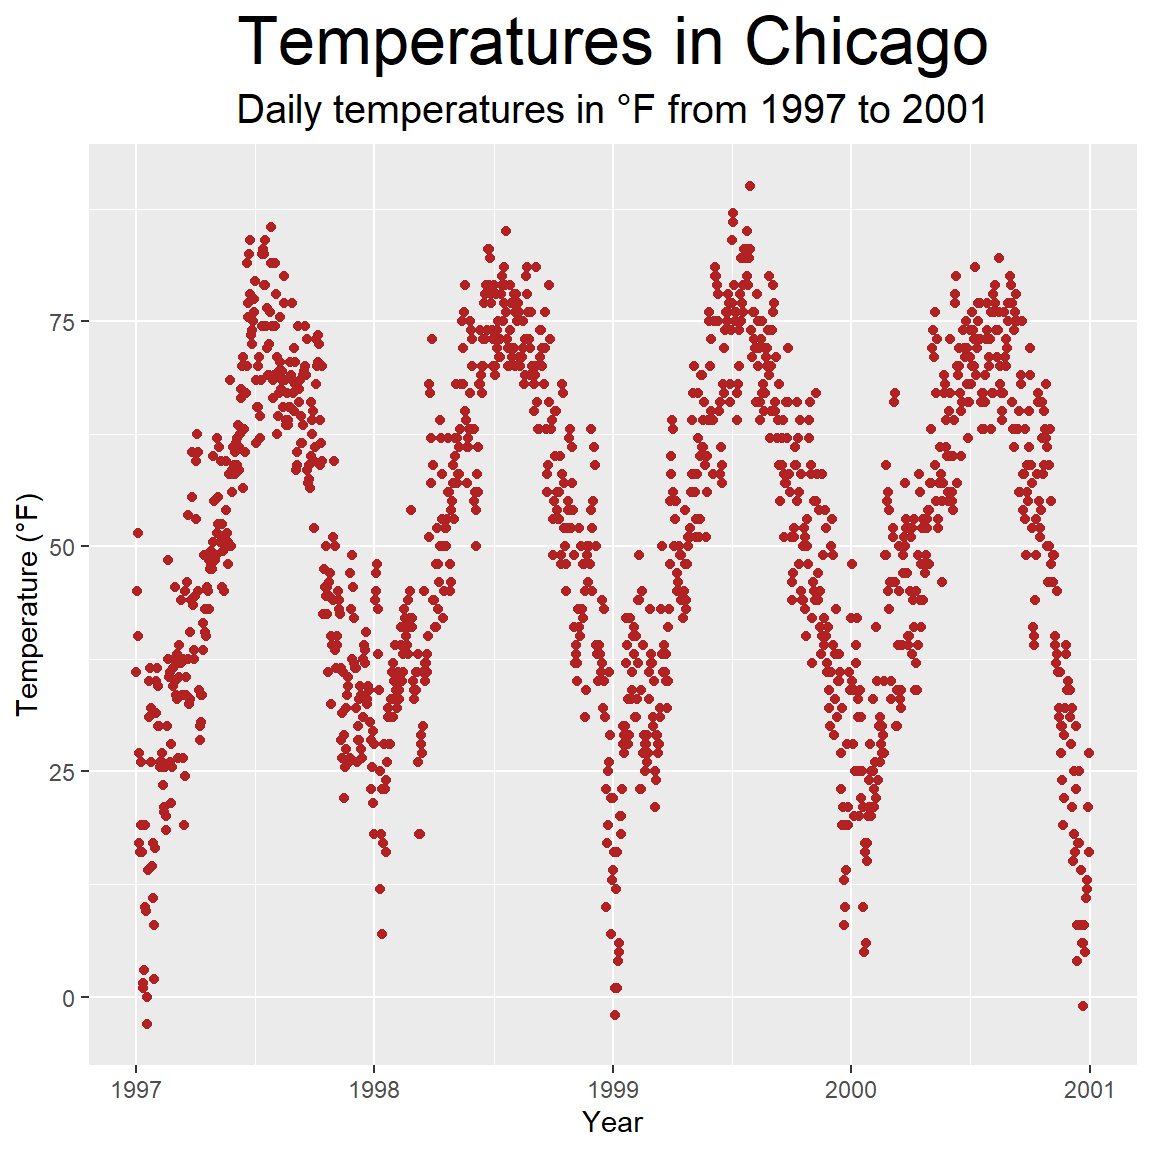 Temperatures in Chicago
Daily temperatures in °F from 1997 to 2001
Temperature (°F)
75
50
25
0
1997 1998 1999 2000 2001
Year